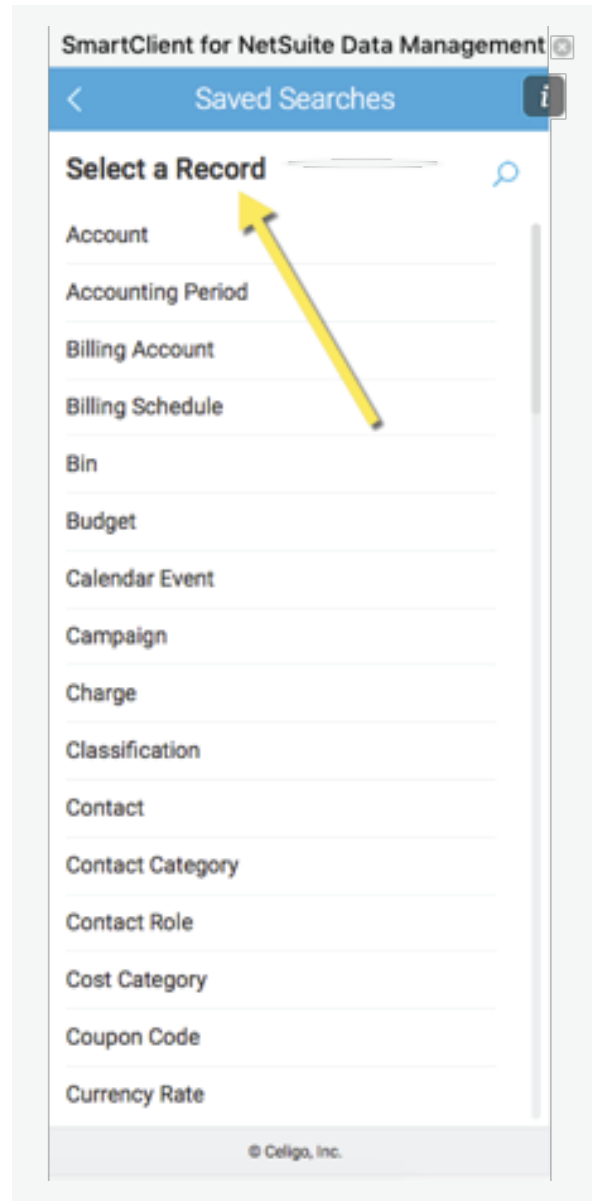 SmartClient for NetSuite Data Management
Saved Searches
i
Select a Record
Account
Accounting Period
Billing Account
Billing Schedule
Bin
Budget
Calendar Event
Campaign
Charge
Classification
Contact
Contact Category
Contact Role
Cost Category
Coupon Code
Currency Rate
© Celigo, Inc.